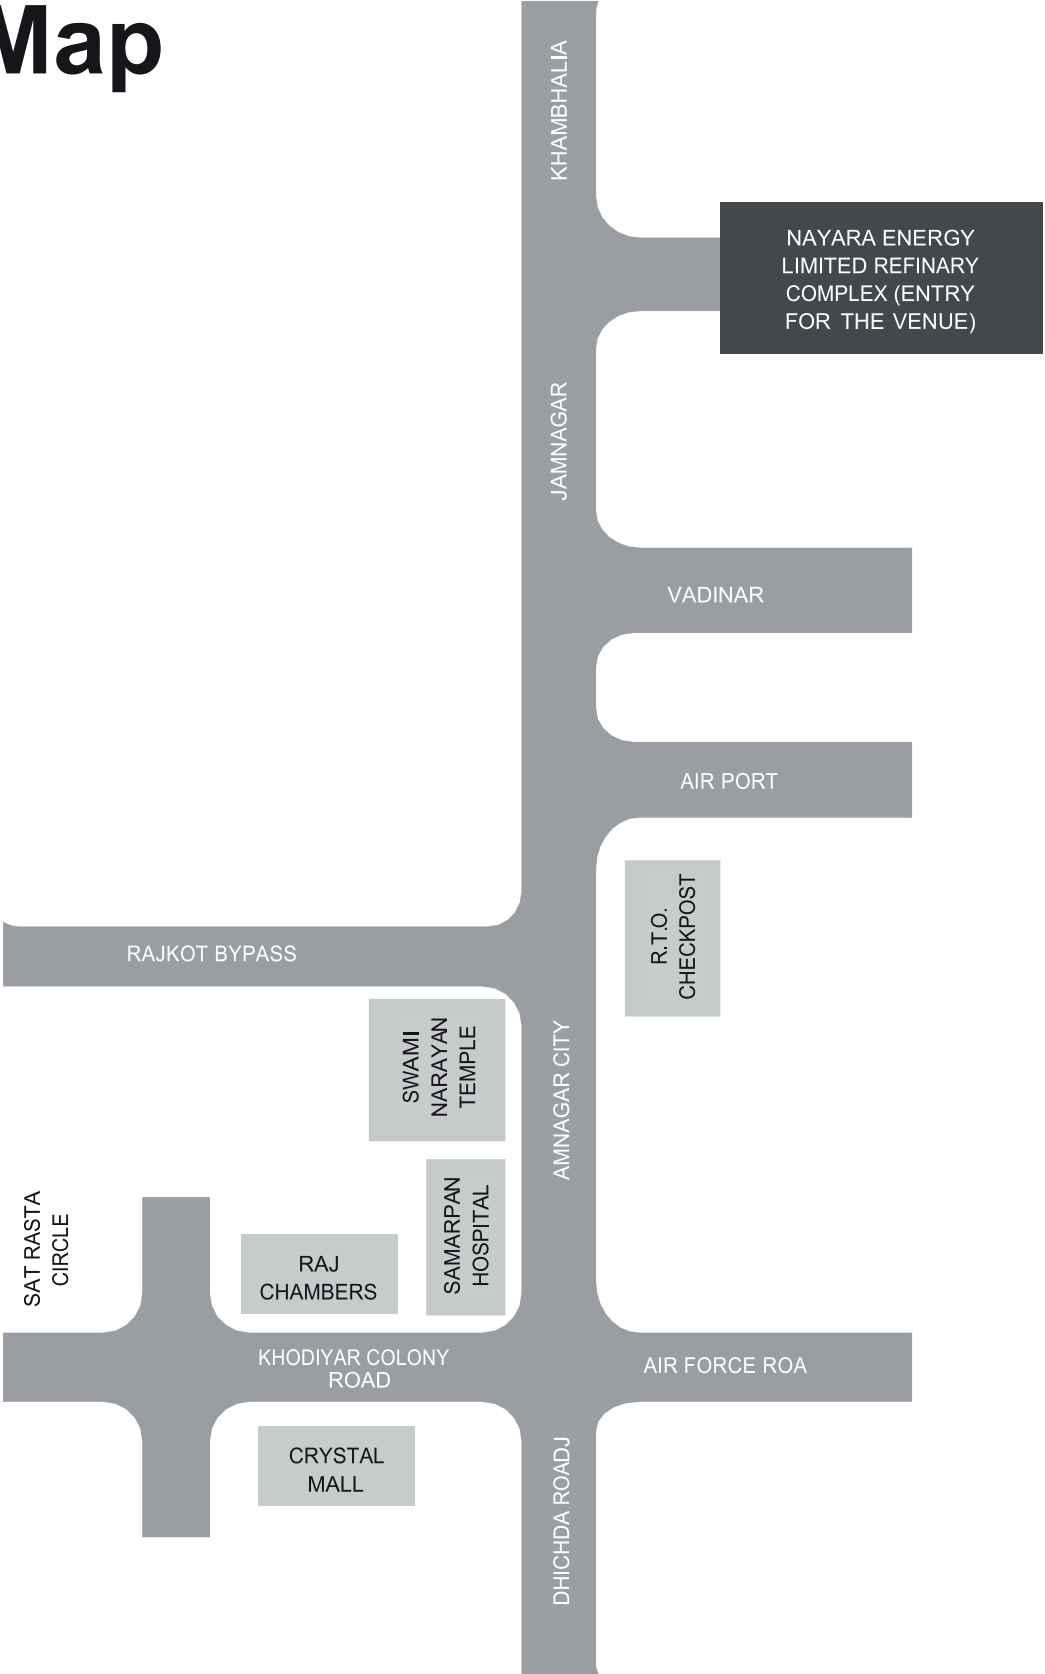 Map
KHAMBHALIA
NAYARA ENERGY
LIMITED REFINARY
COMPLEX (ENTRY
FOR THE VENUE)
JAMNAGAR
VADINAR
AIR PORT
R.T.O.
CHECKPOST
RAJKOT BYPASS
SWAMI
NARAYAN
TEMPLE
AMNAGAR CITY
SAMARPAN
HOSPITAL
SAT RASTA
CIRCLE
RAJ
CHAMBERS
KHODIYAR COLONY
ROAD
AIR FORCE ROA
CRYSTAL
MALL
DHICHDA ROADJ